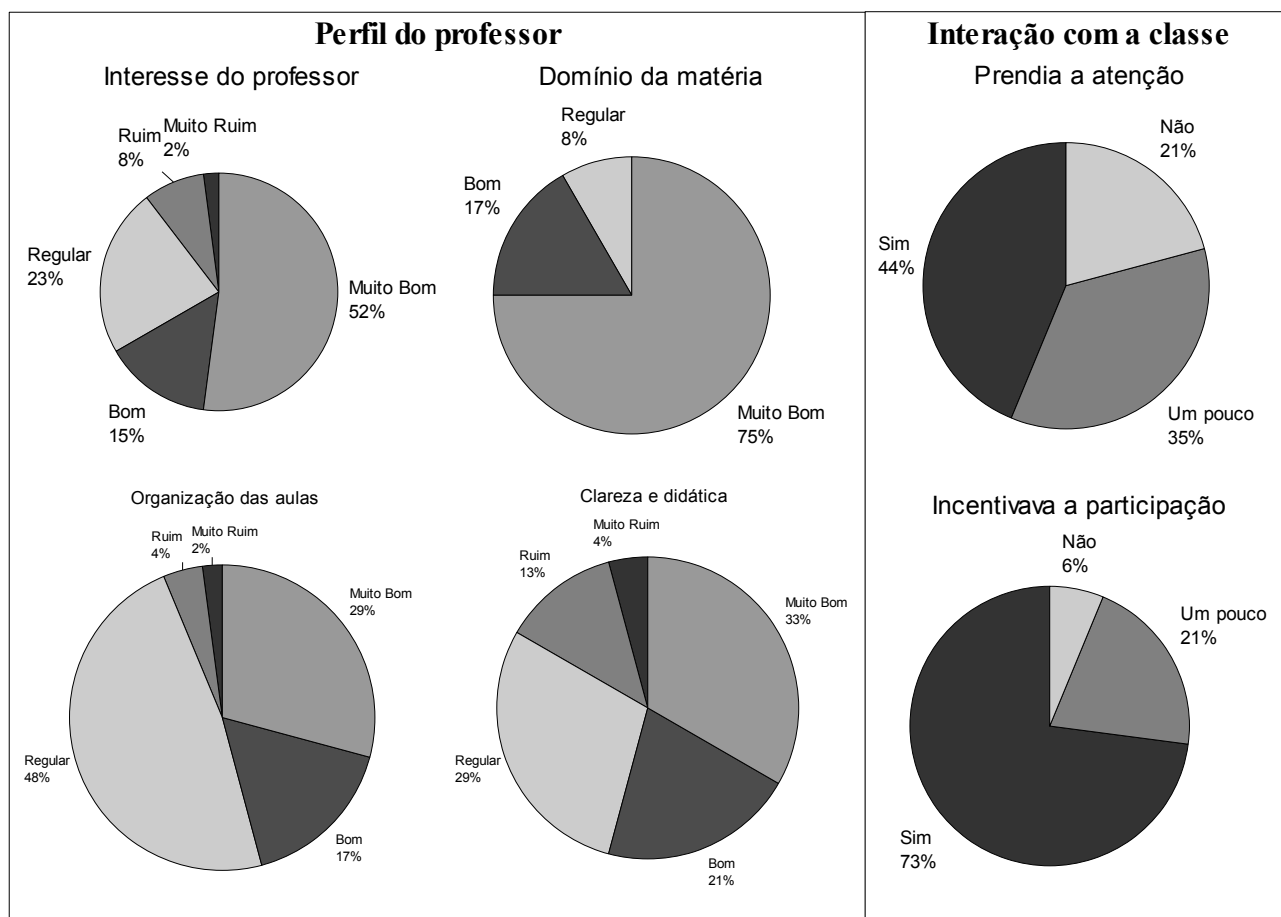 Perfil do professor
Interesse do professor
Muito Ruim
2%
Ruim
8%
Regular
23%
Muito Bom
52%
Bom
15%
Domínio da matéria
Regular
8%
Bom
17%
Muito Bom
75%
Organização das aulas
Ruim
4%
Muito Ruim
2%
Muito Bom
29%
Regular
48%
Bom
17%
Clareza e didática
Muito Ruim
4%
Ruim
13%
Muito Bom
33%
Regular
29%
Bom
21%
Interação com a classe
Prendia a atenção
Não
21%
Sim
44%
Um pouco
35%
Incentivava a participação
Não
6%
Um pouco
21%
Sim
73%